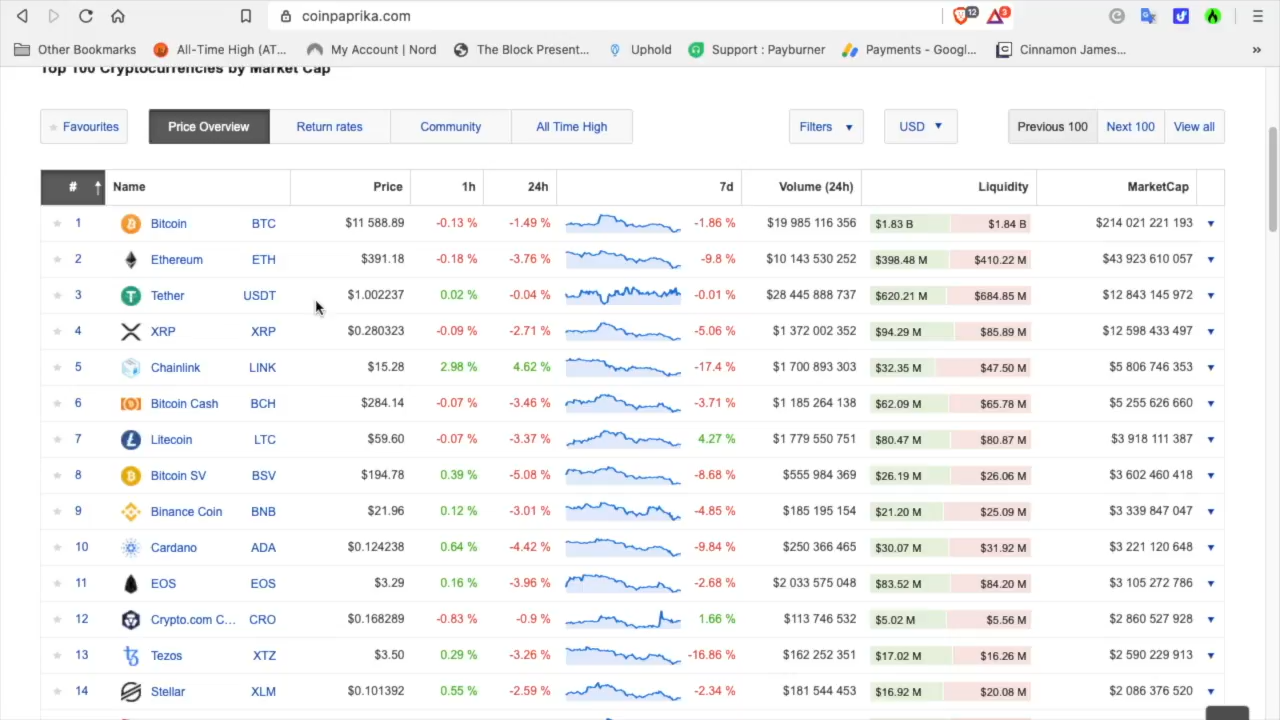 coinpaprika.com 12 3
Other Bookmarks All-Time High (AT... My Account | Nord The Block Present... Uphold Support : Payburner Payments - Googl... Cinnamon James... »
Top 100 Cryptocurrencies by Market Cap
Favourites Price Overview Return rates Community All Time High Filters USD Previous 100 Next 100 View all
# Name Price 1h 24h 7d Volume (24h) Liquidity MarketCap
1 Bitcoin BTC $11 588.89 -0.13 % -1.49 % -1.86 % $19 985 116 356 $1.83 B $1.84 B $214 021 221 193
2 Ethereum ETH $391.18 -0.18 % -3.76 % -9.8 % $10 143 530 252 $398.48 M $410.22 M $43 923 610 057
3 Tether USDT $1.002237 0.02 % -0.04 % -0.01 % $28 445 888 737 $620.21 M $684.85 M $12 843 145 972
4 XRP XRP $0.280323 -0.09 % -2.71 % -5.06 % $1 372 002 352 $94.29 M $85.89 M $12 598 433 497
5 Chainlink LINK $15.28 2.98 % 4.62 % -17.4 % $1 700 893 303 $32.35 M $47.50 M $5 806 746 353
6 Bitcoin Cash BCH $284.14 -0.07 % -3.46 % -3.71 % $1 185 264 138 $62.09 M $65.78 M $5 255 626 660
7 Litecoin LTC $59.60 -0.07 % -3.37 % 4.27 % $1 779 550 751 $80.47 M $80.87 M $3 918 111 387
8 Bitcoin SV BSV $194.78 0.39 % -5.08 % -8.68 % $555 984 369 $26.19 M $26.06 M $3 602 460 418
9 Binance Coin BNB $21.96 0.12 % -3.01 % -4.85 % $185 195 154 $21.20 M $25.09 M $3 339 847 047
10 Cardano ADA $0.124238 0.64 % -4.42 % -9.84 % $250 366 465 $30.07 M $31.92 M $3 221 120 648
11 EOS EOS $3.29 0.16 % -3.96 % -2.68 % $2 033 575 048 $83.52 M $84.20 M $3 105 272 786
12 Crypto.com C... CRO $0.168289 -0.83 % -0.9 % 1.66 % $113 746 532 $5.02 M $5.56 M $2 860 527 928
13 Tezos XTZ $3.50 0.29 % -3.26 % -16.86 % $162 252 351 $17.02 M $16.26 M $2 590 229 913
14 Stellar XLM $0.101392 0.55 % -2.59 % -2.34 % $181 544 453 $16.92 M $20.08 M $2 086 376 520